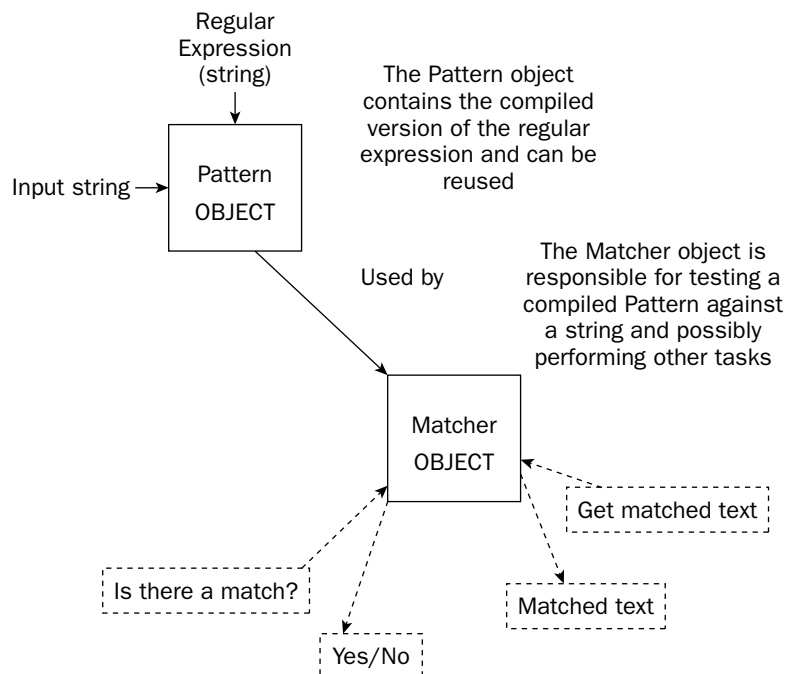 Regular
Expression
(string)
The Pattern object
contains the compiled
version of the regular
expression and can be
reused
Input string
Pattern
OBJECT
Used by
The Matcher object is
responsible for testing a
compiled Pattern against
a string and possibly
performing other tasks
Matcher
OBJECT
Get matched text
Is there a match?
Matched text
Yes/No